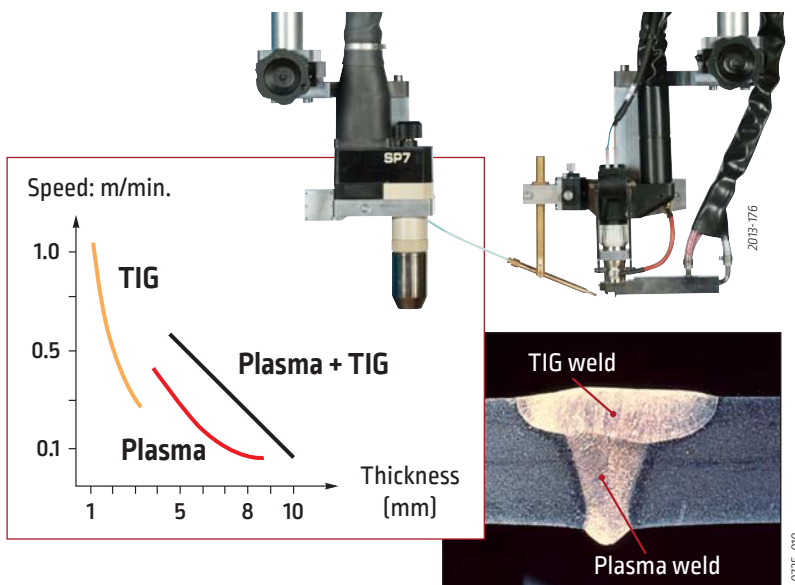 SP7
2013-176
Speed: m/min.
1.0
TIG
0.5
Plasma + TIG
0.1
Plasma
Thickness
(mm)
1 5 8 10
TIG weld
Plasma weld